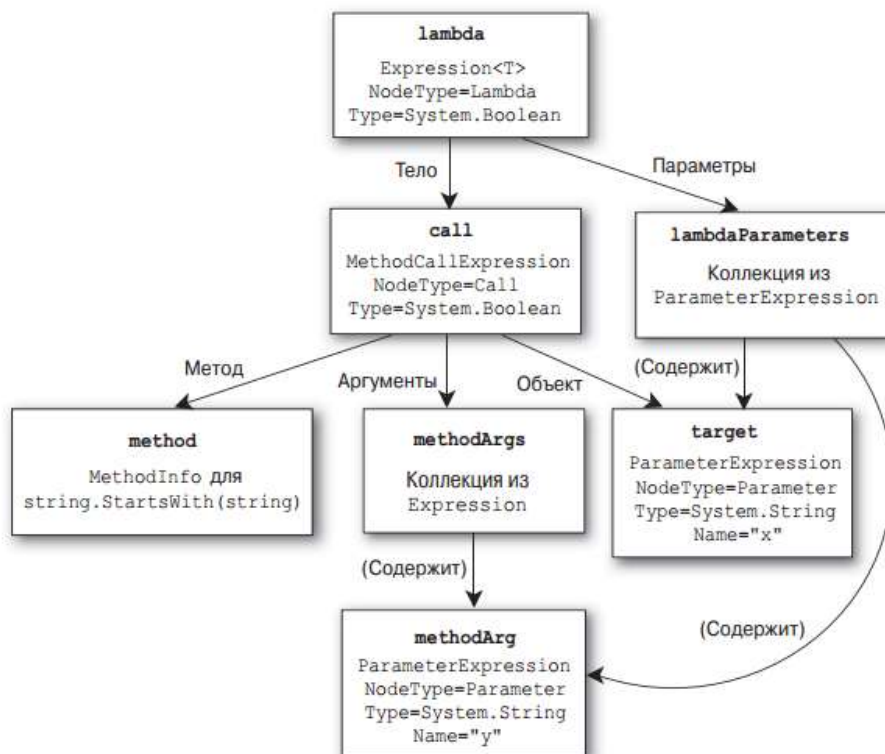 lambda
Expression<T>
NodeType=Lambda
Type=System.Boolean
Тело
Параметры
call
MethodCallExpression
NodeType=Call
Type=System.Boolean
lambdaParameters
Коллекция из
ParameterExpression
Метод
Аргументы
Объект
(Содержит)
method
MethodInfo для
string.StartsWith(string)
methodArgs
Коллекция из
Expression
target
ParameterExpression
NodeType=Parameter
Type=System.String
Name="x"
(Содержит)
(Содержит)
methodArg
ParameterExpression
NodeType=Parameter
Type=System.String
Name="y"